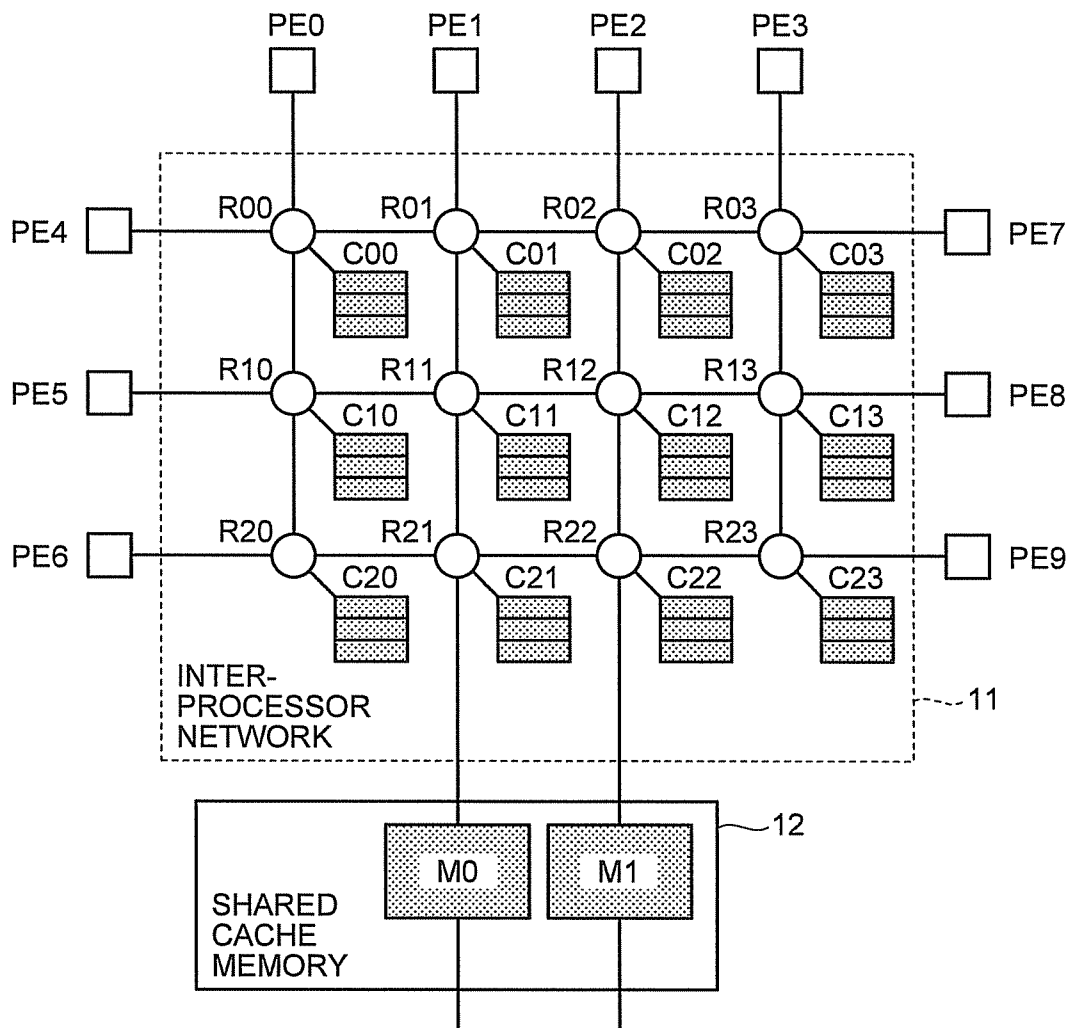 PE0 PE1 PE2 PE3
R00 R01 R02 R03
PE4 PE7
C00 C01 C02 C03
R10 R11 R12 R13
PE5 PE8
C10 C11 C12 C13
R20 R21 R22 R23
PE6 PE9
C20 C21 C22 C23
INTER-
PROCESSOR
NETWORK
11
12
M0 M1
SHARED
CACHE
MEMORY